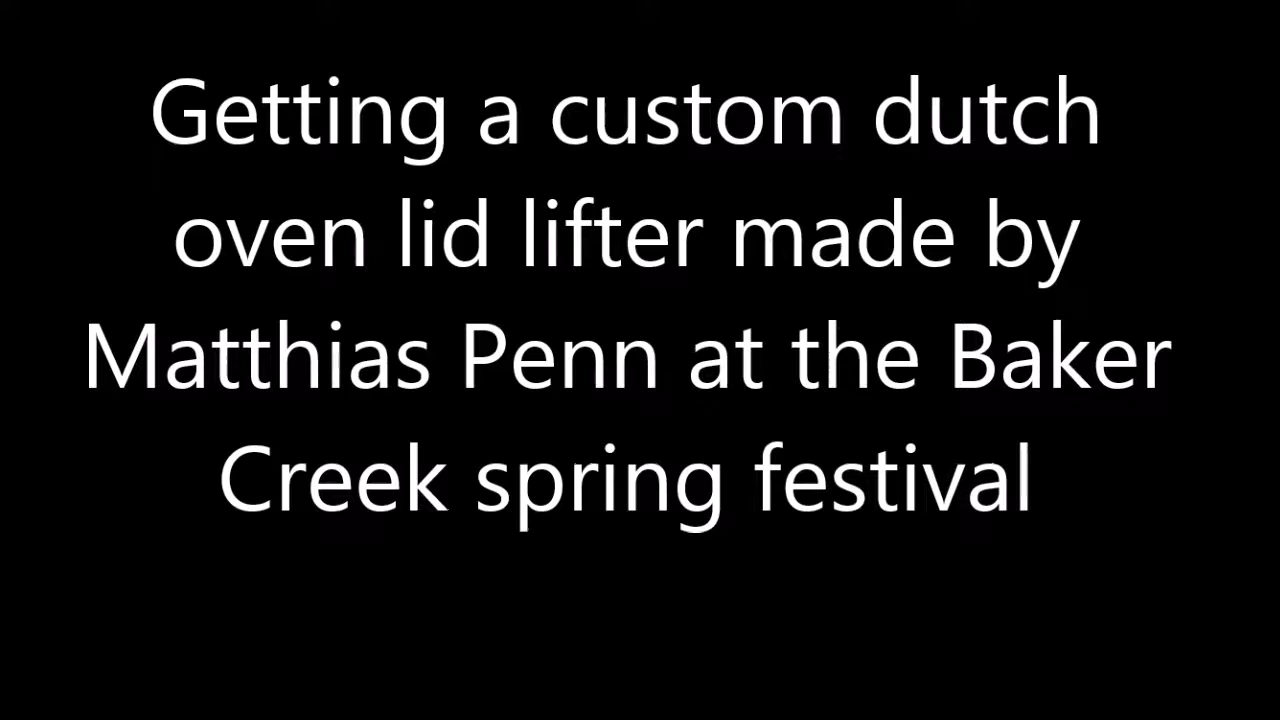 Getting a custom dutch
oven lid lifter made by
Matthias Penn at the Baker
Creek spring festival